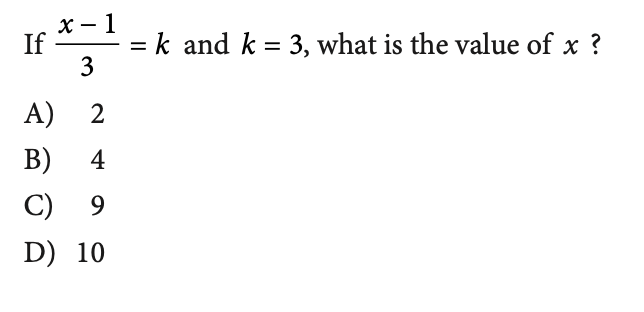 If x − 1 / 3 = k and k = 3, what is the value of x ?
A) 2
B) 4
C) 9
D) 10